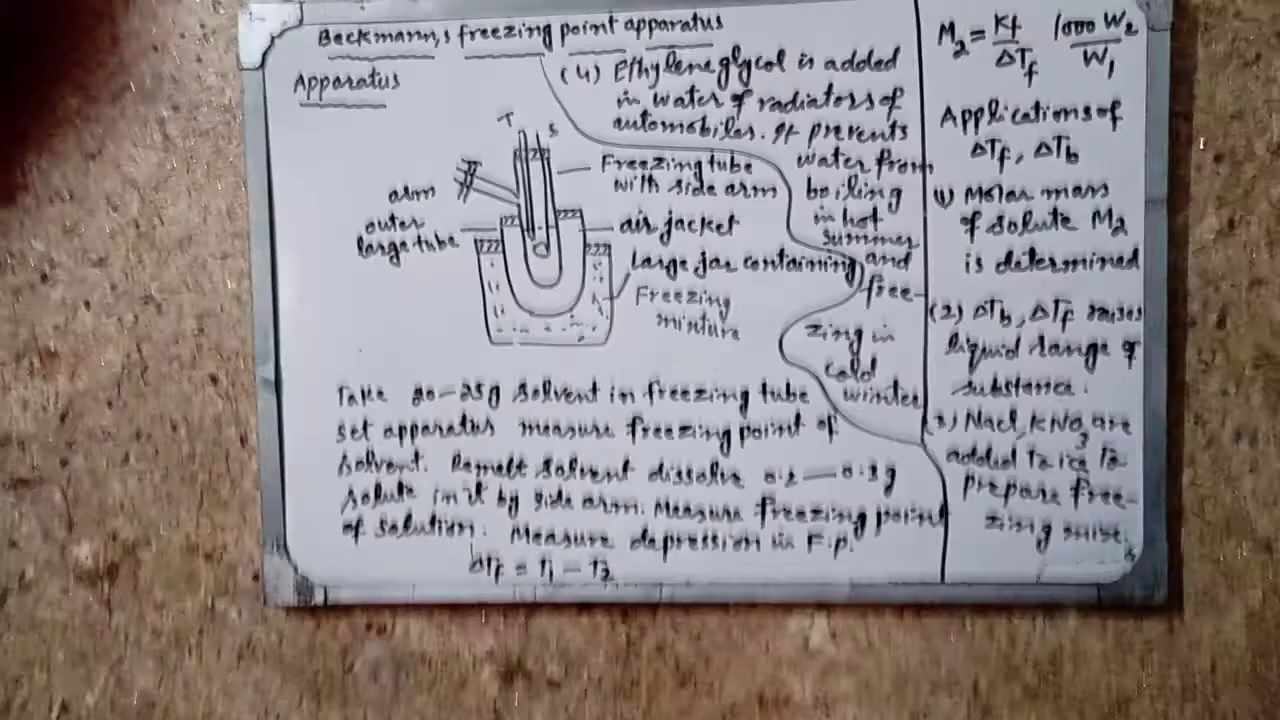 Beckmann,s freezing point apparatus
Apparatus
T S
arm
outer
large tube
Freezing tube
with side arm
air jacket
Large jar containing
Freezing
mixture
Take 20-25g solvent in freezing tube
set apparatus measure freezing point of
solvent. Remelt solvent dissolve 0.2 — 0.3g
solute in it by side arm. Measure freezing point
of solution. Measure depression in F.p.
ΔTf = T1 - T2
(4) Ethylene glycol is added
in water of radiators of
automobiles. It prevents
water from
boiling
in hot
summer
and
free-
zing in
cold
winter
M2 = Kf/ΔTf 1000 W2/W1
Applications of
ΔTf, ΔTb
(1) Molar mass
of solute M2
is determined
(2) ΔTb, ΔTf raises
liquid range of
substance.
(3) NaCl, KNO3 are
added to ice to
prepare free-
zing mix.